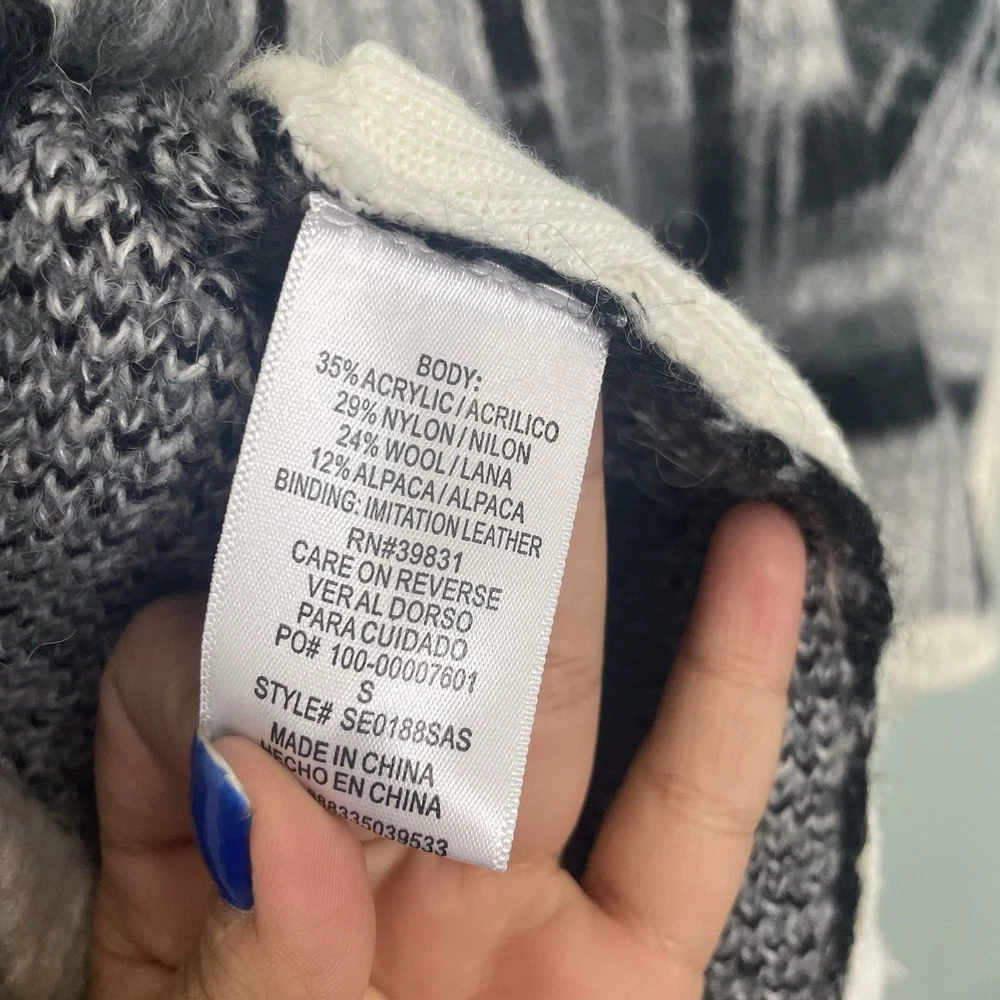 BODY:
35% ACRYLIC / ACRILICO
29% NYLON / NILON
24% WOOL / LANA
12% ALPACA / ALPACA
BINDING: IMITATION LEATHER
RN#39831
CARE ON REVERSE
VER AL DORSO
PARA CUIDADO
PO# 100-00007601
S
STYLE# SE0188SAS
MADE IN CHINA
HECHO EN CHINA
888335039533